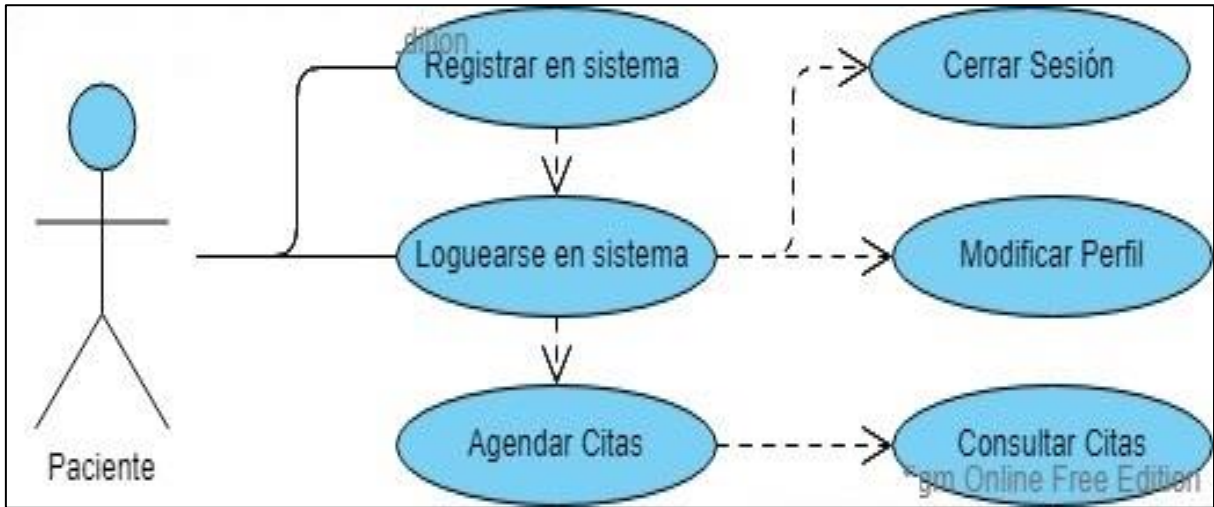 Registrar en sistema
Cerrar Sesión
Loguearse en sistema
Modificar Perfil
Agendar Citas
Consultar Citas
Paciente
Online Free Edition